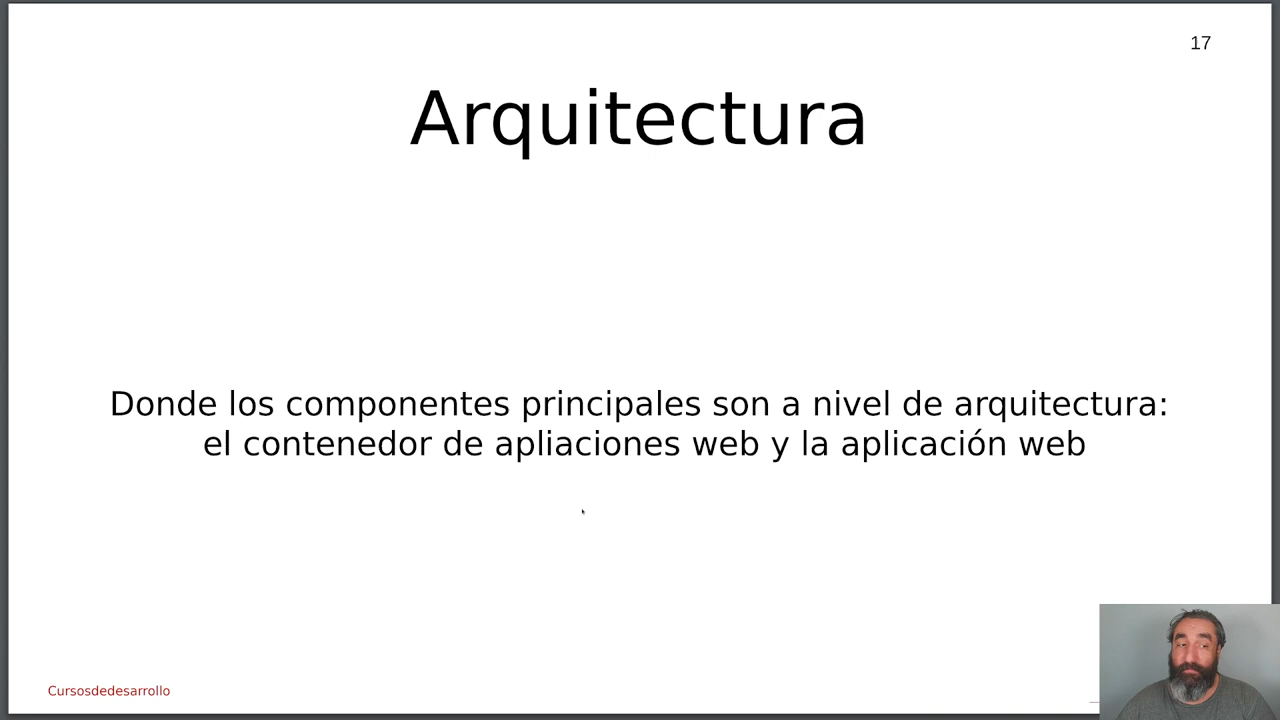 17
Arquitectura
Donde los componentes principales son a nivel de arquitectura:
el contenedor de apliaciones web y la aplicación web
Cursosdedesarrollo